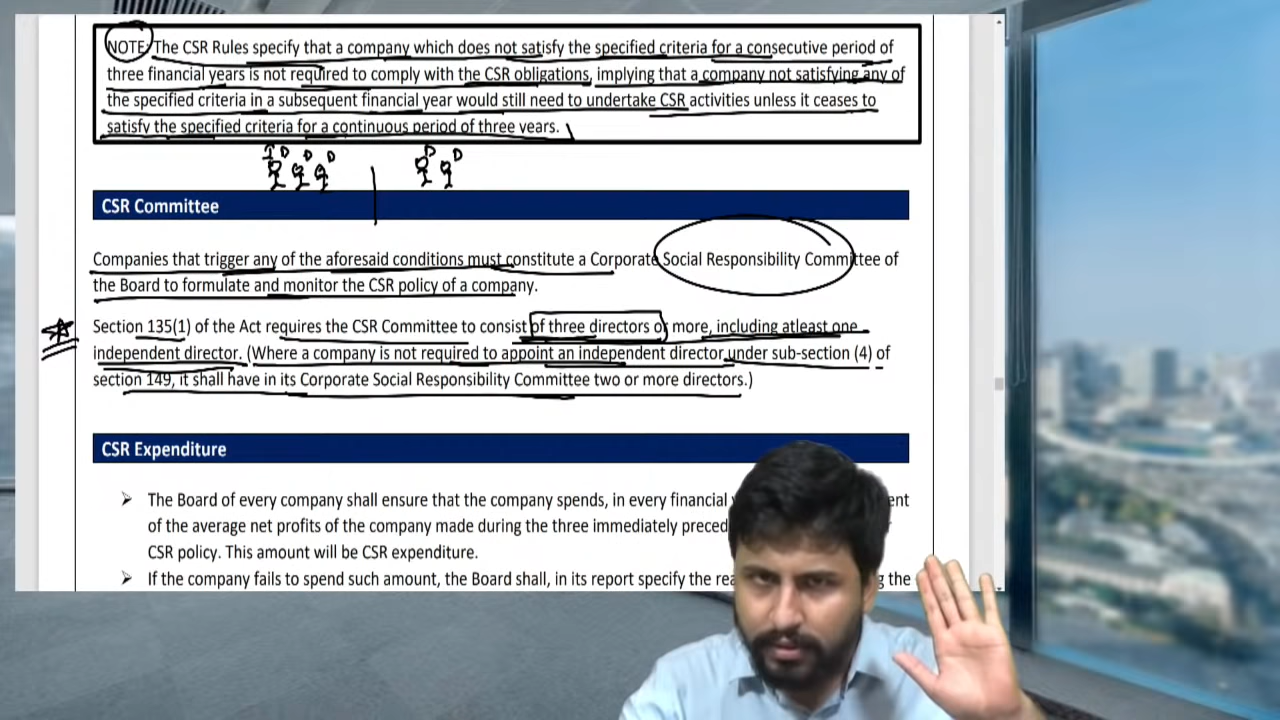 NOTE: The CSR Rules specify that a company which does not satisfy the specified criteria for a consecutive period of
three financial years is not required to comply with the CSR obligations, implying that a company not satisfying any of
the specified criteria in a subsequent financial year would still need to undertake CSR activities unless it ceases to
satisfy the specified criteria for a continuous period of three years.
I D D D D D
CSR Committee
Companies that trigger any of the aforesaid conditions must constitute a Corporate Social Responsibility Committee of
the Board to formulate and monitor the CSR policy of a company.
Section 135(1) of the Act requires the CSR Committee to consist of three directors or more, including atleast one
independent director. (Where a company is not required to appoint an independent director under sub-section (4) of
section 149, it shall have in its Corporate Social Responsibility Committee two or more directors.)
CSR Expenditure
➢ The Board of every company shall ensure that the company spends, in every financial ent
of the average net profits of the company made during the three immediately preced
CSR policy. This amount will be CSR expenditure.
➢ If the company fails to spend such amount, the Board shall, in its report specify the rea g the